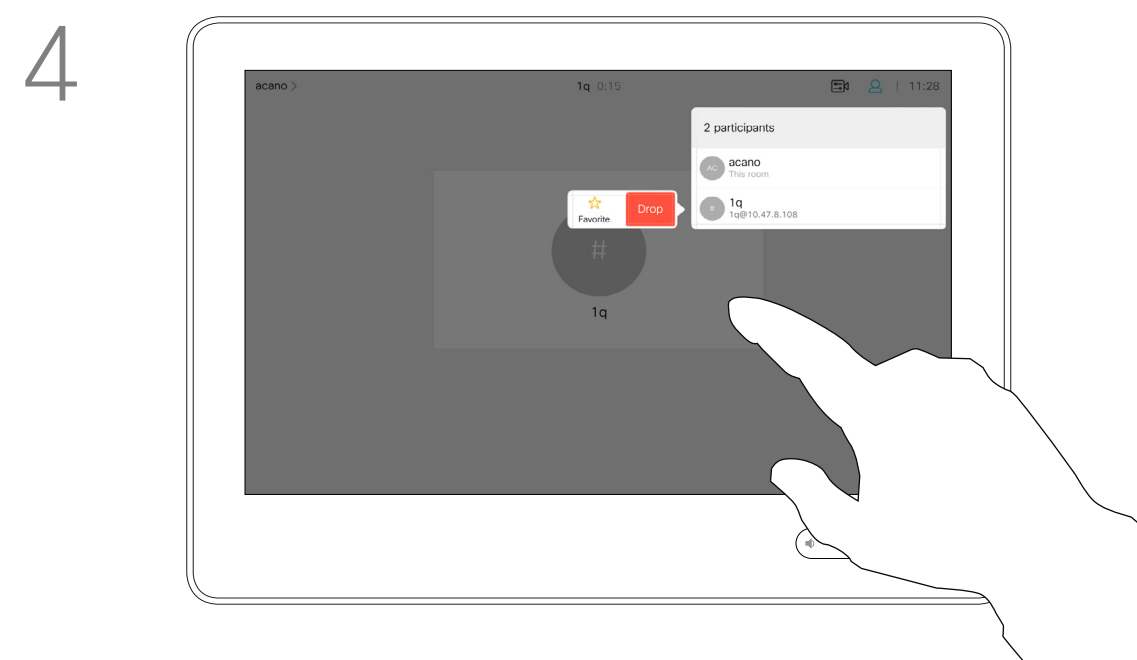 4
acano >
1q 0:15
| 11:28
2 participants
AC
acano
This room
Favorite
Drop
#
1q
1q@10.47.8.108
#
1q